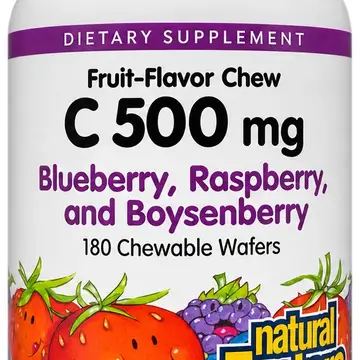 DIETARY SUPPLEMENT
Fruit-Flavor Chew
C 500 mg
Blueberry, Raspberry,
and Boysenberry
180 Chewable Wafers
natural